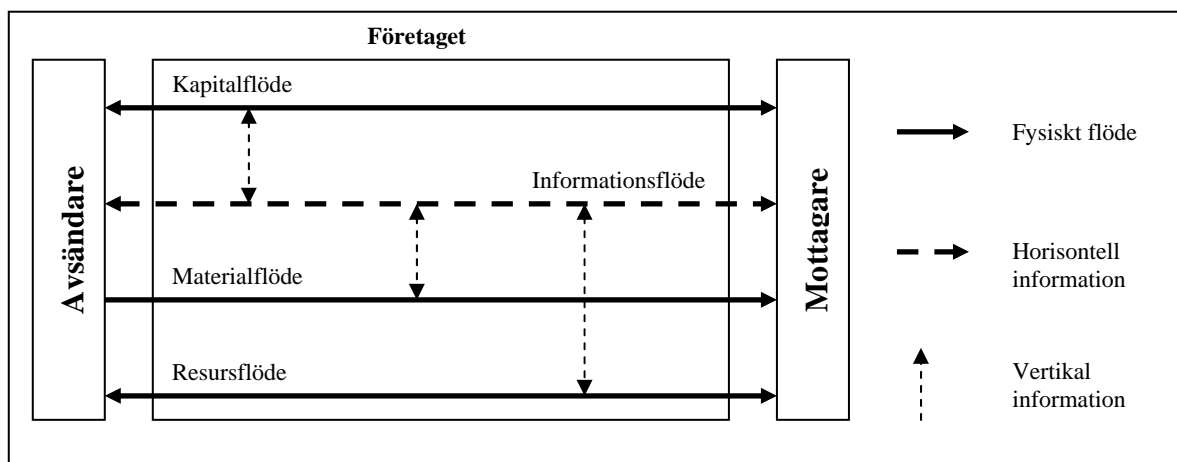 Företaget
Avsändare
Kapitalflöde
Informationsflöde
Materialflöde
Resursflöde
Mottagare
Fysiskt flöde
Horisontell
information
Vertikal
information